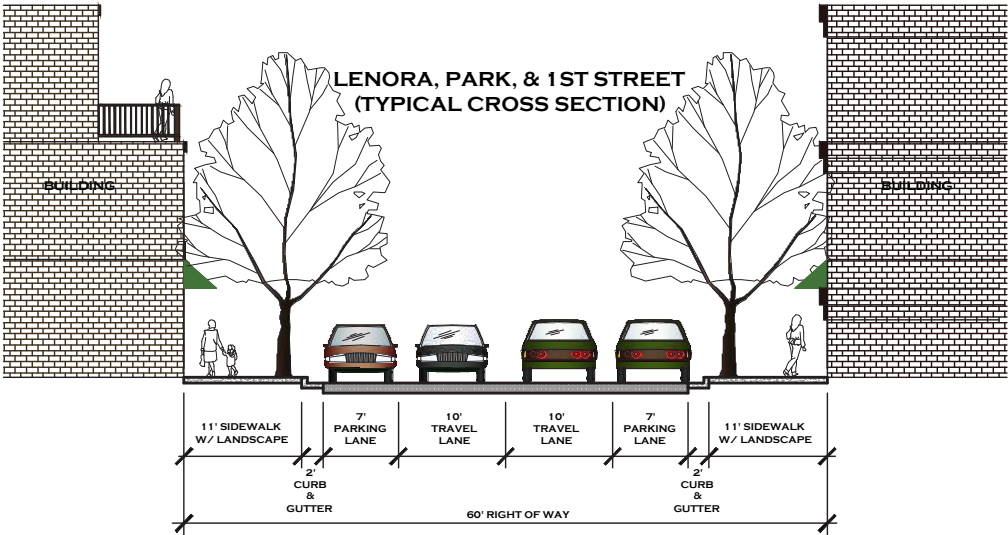 LENORA, PARK, & 1ST STREET
(TYPICAL CROSS SECTION)
BUILDING
BUILDING
11' SIDEWALK
W/ LANDSCAPE
7'
PARKING
LANE
10'
TRAVEL
LANE
10'
TRAVEL
LANE
7'
PARKING
LANE
11' SIDEWALK
W/ LANDSCAPE
2'
CURB
&
GUTTER
2'
CURB
&
GUTTER
60' RIGHT OF WAY